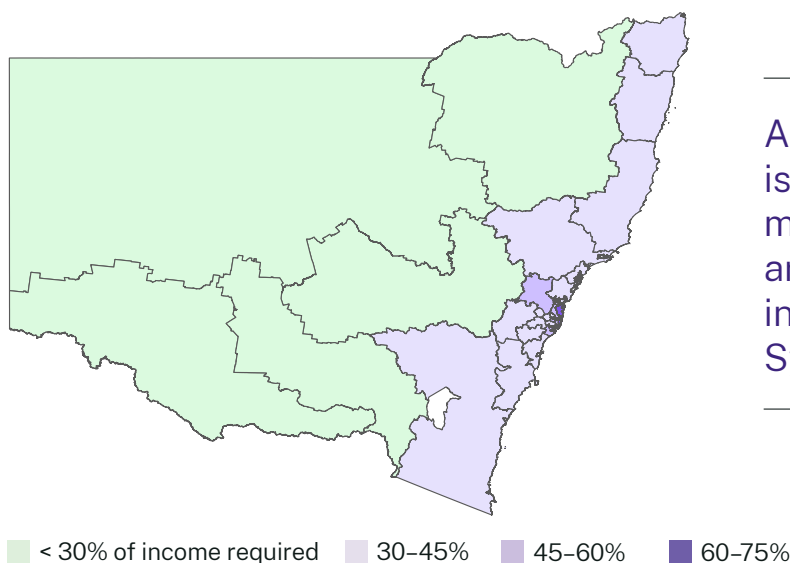 A
is
m
ar
in
S
< 30% of income required
30–45%
45–60%
60–75%